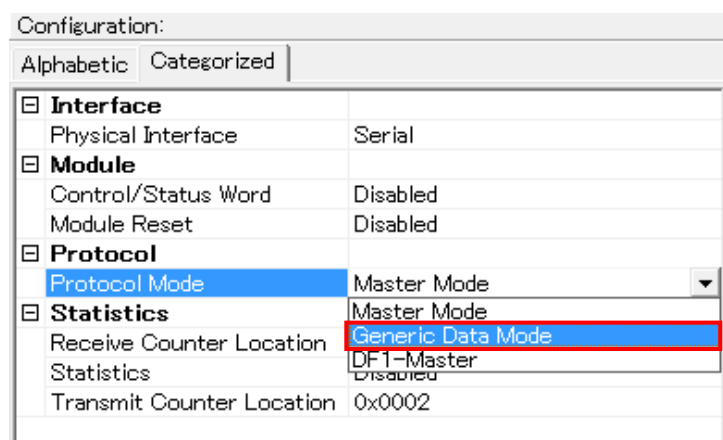 Configuration:
Alphabetic Categorized
Interface
Physical Interface Serial
Module
Control/Status Word Disabled
Module Reset Disabled
Protocol
Protocol Mode Master Mode
Statistics Master Mode
Receive Counter Location Generic Data Mode
DF1-Master
Statistics Disabled
Transmit Counter Location 0x0002